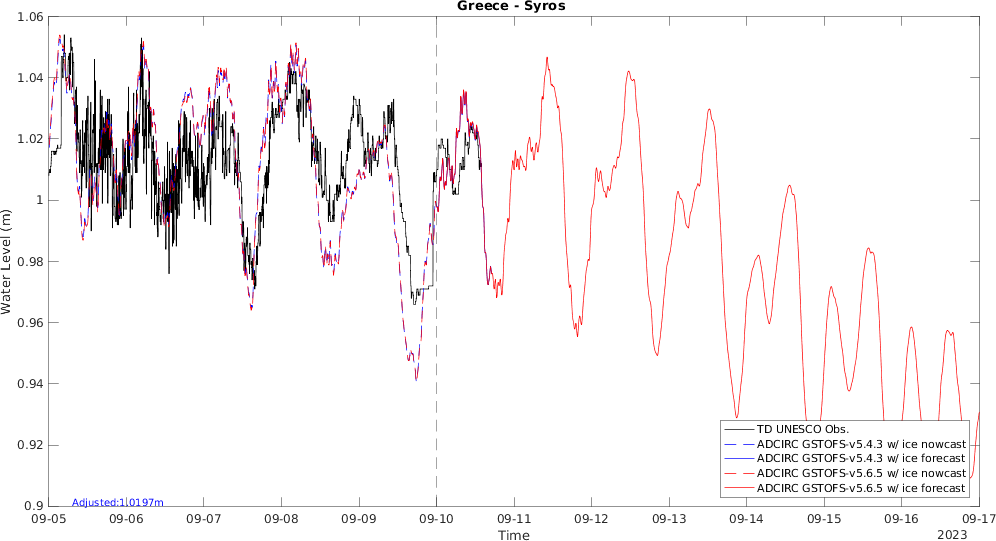 Greece - Syros
1.06
1.04
1.02
1
0.98
0.96
0.94
0.92
0.9
Water Level (m)
Adjusted:1.0197m
TD UNESCO Obs.
ADCIRC GSTOFS-v5.4.3 w/ ice nowcast
ADCIRC GSTOFS-v5.4.3 w/ ice forecast
ADCIRC GSTOFS-v5.6.5 w/ ice nowcast
ADCIRC GSTOFS-v5.6.5 w/ ice forecast
09-05 09-06 09-07 09-08 09-09 09-10 09-11 09-12 09-13 09-14 09-15 09-16 09-17
Time
2023